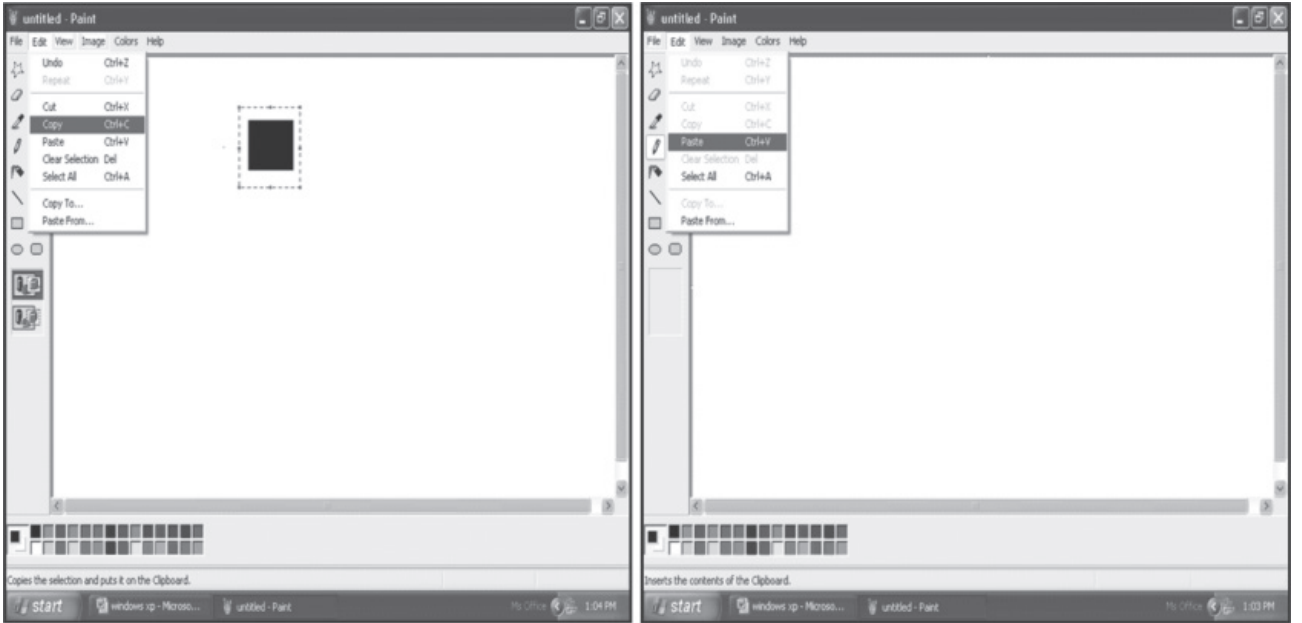 untitled - Paint
File Edit View Image Colors Help
Undo Ctrl+Z
Repeat Ctrl+Y
Cut Ctrl+X
Copy Ctrl+C
Paste Ctrl+V
Clear Selection Del
Select All Ctrl+A
Copy To...
Paste From...
Copies the selection and puts it on the Clipboard.
start windows xp - Microso... untitled - Paint Ms Office 1:04 PM
untitled - Paint
File Edit View Image Colors Help
Undo Ctrl+Z
Repeat Ctrl+Y
Cut Ctrl+X
Copy Ctrl+C
Paste Ctrl+V
Clear Selection Del
Select All Ctrl+A
Copy To...
Paste From...
Inserts the contents of the Clipboard.
start windows xp - Microso... untitled - Paint Ms Office 1:03 PM